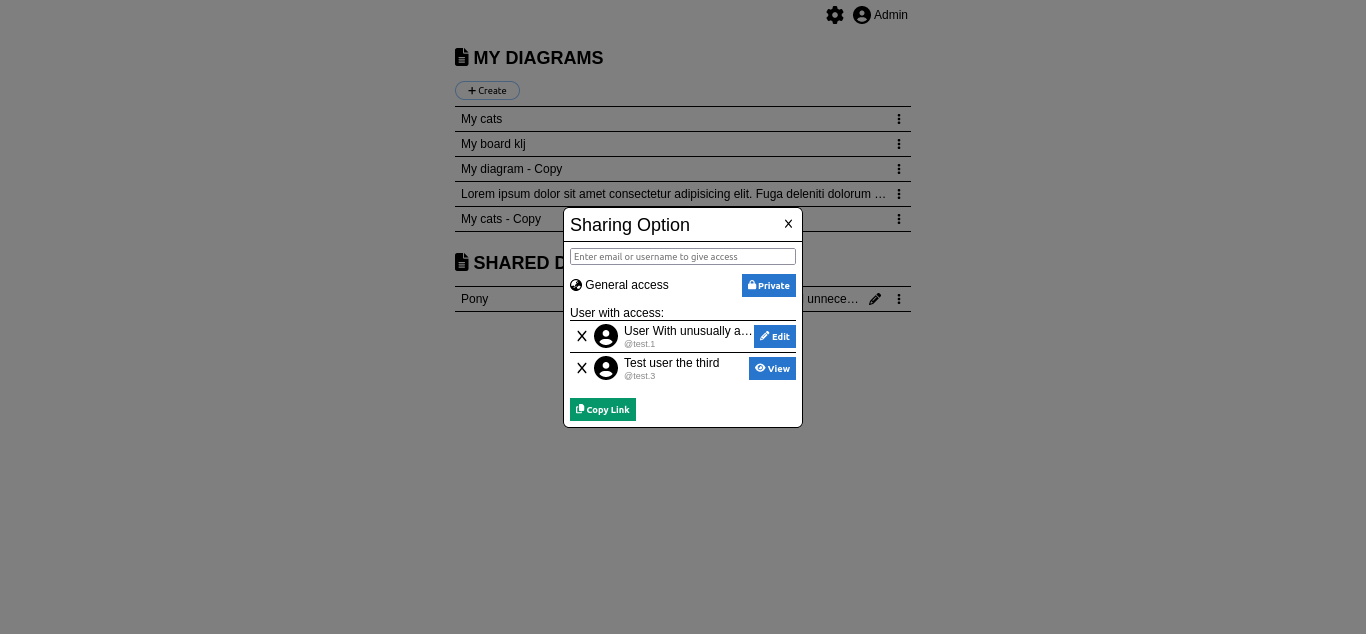 Admin
MY DIAGRAMS
+ Create
My cats
My board klj
My diagram - Copy
Lorem ipsum dolor sit amet consectetur adipisicing elit. Fuga deleniti dolorum ...
My cats - Copy
Sharing Option X
Enter email or username to give access
SHARED D
General access Private
Pony unnece...
User with access:
X User With unusually a... Edit
@test.1
X Test user the third View
@test.3
Copy Link